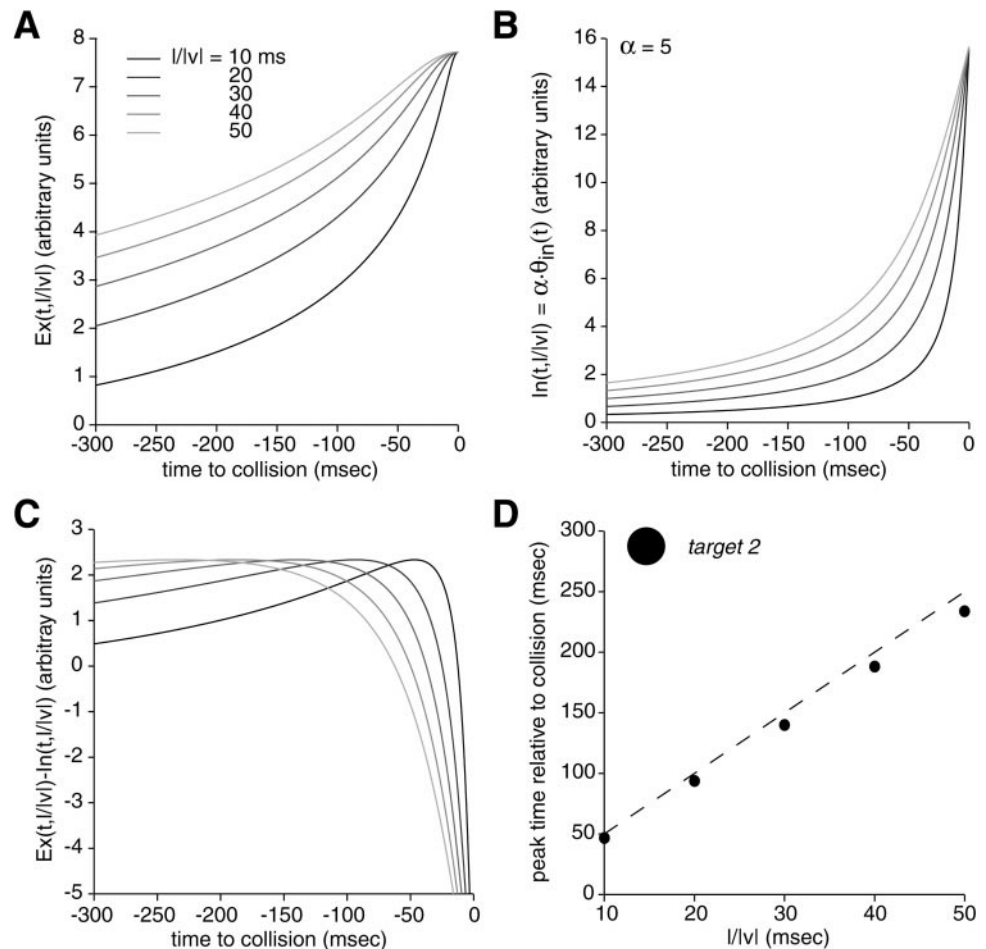 A
8
7
6
5
4
3
2
1
0
Ex(t,l/|v|) (arbitrary units)
l/|v| = 10 ms
20
30
40
50
-300 -250 -200 -150 -100 -50 0
time to collision (msec)
B
16
14
12
10
8
6
4
2
0
In(t,l/|v|) = α·θin(t) (arbitrary units)
α = 5
-300 -250 -200 -150 -100 -50 0
time to collision (msec)
C
3
2
1
0
-1
-2
-3
-4
-5
Ex(t,l/|v|)-In(t,l/|v|) (arbitray units)
-300 -250 -200 -150 -100 -50 0
time to collision (msec)
D
300
250
200
150
100
50
0
peak time relative to collision (msec)
target 2
10 20 30 40 50
l/|v| (msec)